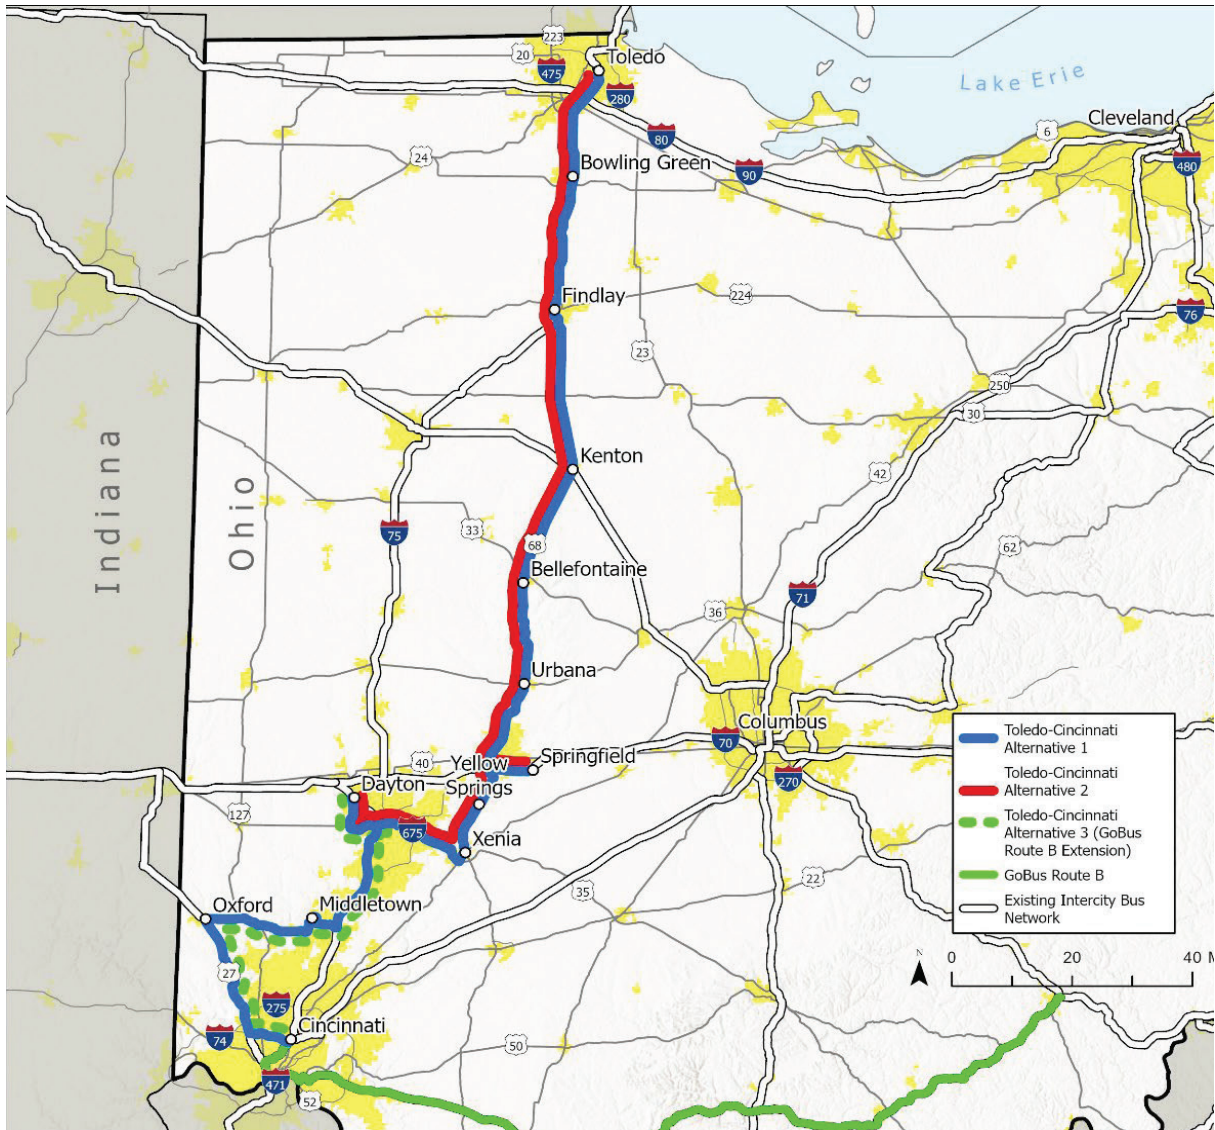 223
20
Toledo
475
280
Lake Erie
Cleveland
6
80
24
480
Bowling Green
90
Findlay
224
76
23
250
30
Kenton
42
Indiana
Ohio
33
75
68
62
Bellefontaine
71
36
Urbana
Columbus
70
40
Yellow
Springs
Springfield
Dayton
270
127
675
Xenia
22
35
Oxford
Middletown
27
275
Cincinnati
74
50
471
52
Toledo-Cincinnati
Alternative 1
Toledo-Cincinnati
Alternative 2
Toledo-Cincinnati
Alternative 3 (GoBus
Route B Extension)
GoBus Route B
Existing Intercity Bus
Network
N
0 20 40 M